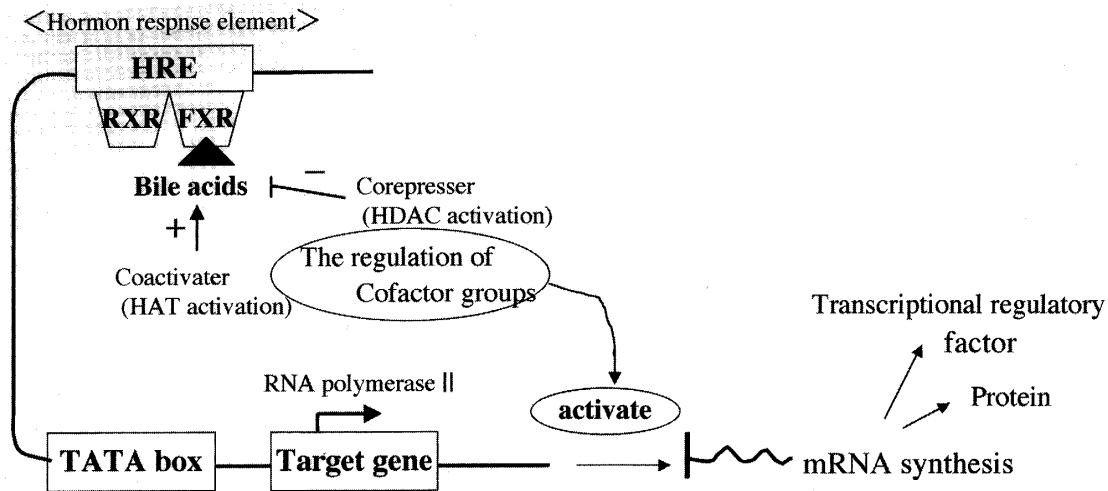 <Hormon respnse element>
HRE
RXR FXR
Bile acids
−
Corepresser
(HDAC activation)
+
Coactivater
(HAT activation)
The regulation of
Cofactor groups
RNA polymerase II
activate
Transcriptional regulatory
factor
Protein
TATA box
Target gene
mRNA synthesis